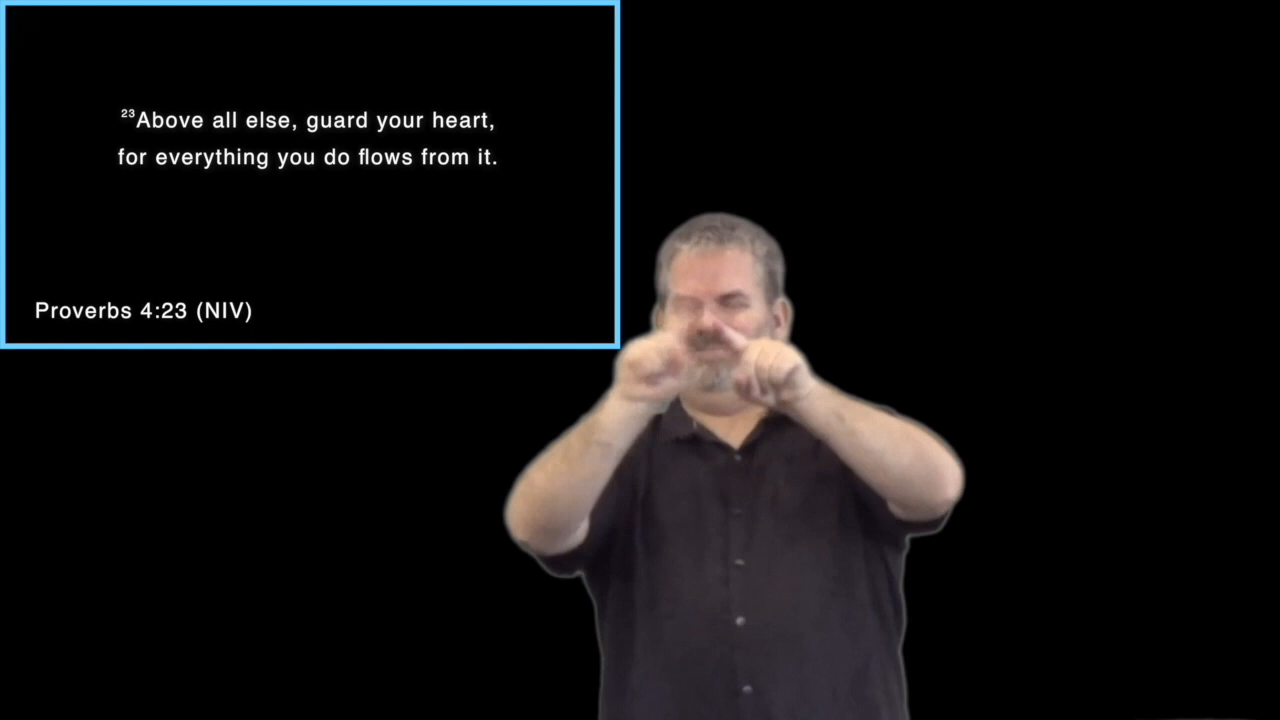 ²³Above all else, guard your heart,
for everything you do flows from it.
Proverbs 4:23 (NIV)